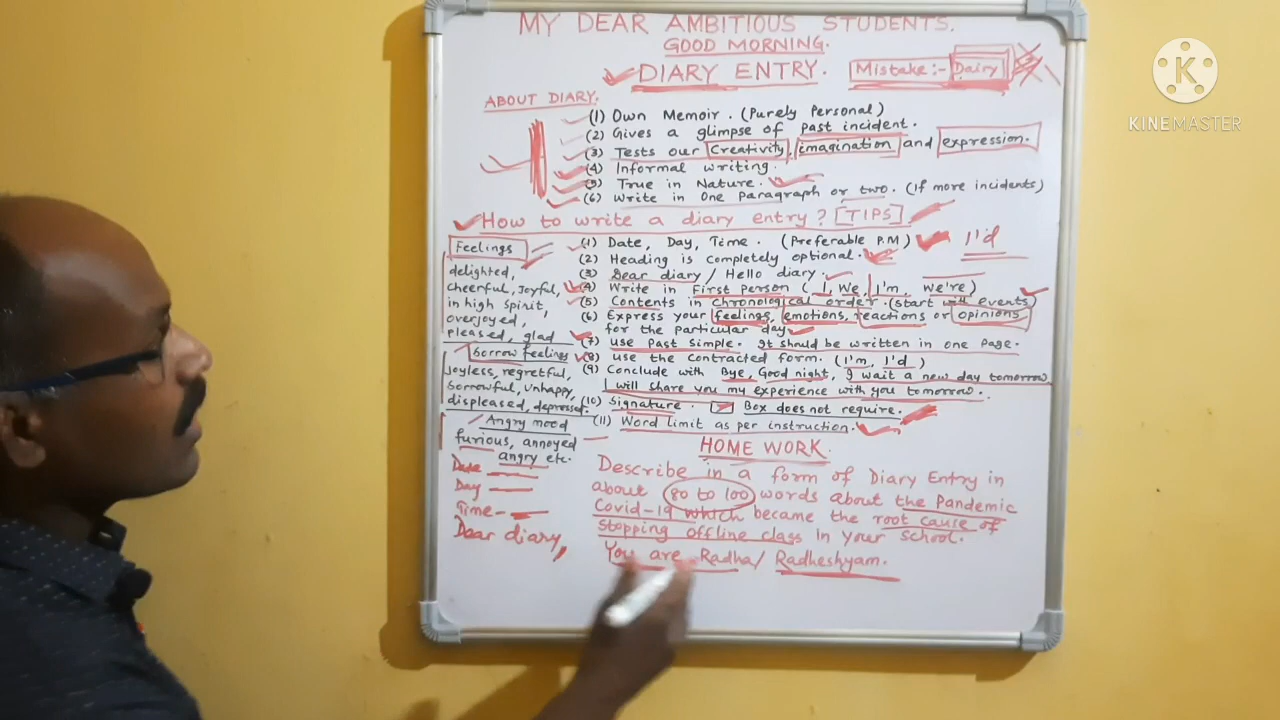 MY DEAR AMBITIOUS STUDENTS.
GOOD MORNING.
DIARY ENTRY.
Mistake:- Dairy
ABOUT DIARY.
(1) Own Memoir. (Purely Personal)
(2) Gives a glimpse of past incident.
(3) Tests our Creativity, imagination and expression.
(4) Informal writing.
(5) True in Nature.
(6) Write in One paragraph or two. (If more incidents)
How to write a diary entry? [TIPS]
(1) Date, Day, Time. (Preferable P.M)
I'd
(2) Heading is completely optional.
(3) Dear diary / Hello diary.
(4) Write in First person (I, We, I'm, we're)
(5) Contents in chronological order. (Start with events)
(6) Express your feelings, emotions, reactions or opinions
for the particular day
(7) use Past Simple. It should be written in one page.
(8) use the contracted form. (I'm, I'd)
(9) Conclude with Bye, Good night, I wait a new day tomorrow
I will share you my experience with you tomorrow.
(10) Signature. Box does not require.
(11) Word limit as per instruction.
Feelings
delighted,
cheerful, Joyful,
in high Spirit,
overjoyed,
pleased, glad
Sorrow feelings
Joyless, regretful,
Sorrowful, Unhappy,
displeased, depressed.
Angry mood
furious, annoyed
angry etc.
Date
Day
Time-
Dear diary,
HOME WORK.
Describe in a form of Diary Entry in
about 80 to 100 words about the Pandemic
Covid-19 which became the root cause of
stopping offline class in your school.
You are Radha/ Radheshyam.
K
KINEMASTER